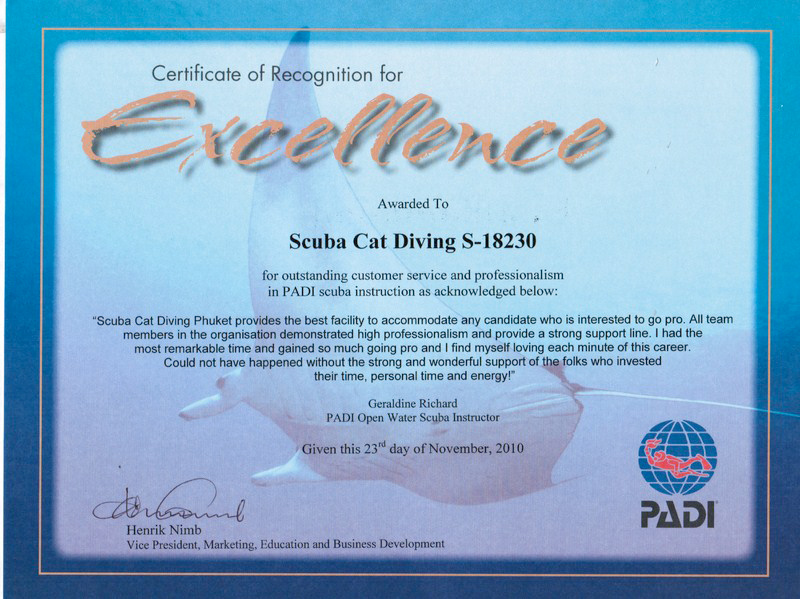 Certificate of Recognition for
Excellence
Awarded To
Scuba Cat Diving S-18230
for outstanding customer service and professionalism
in PADI scuba instruction as acknowledged below:
“Scuba Cat Diving Phuket provides the best facility to accommodate any candidate who is interested to go pro. All team
members in the organisation demonstrated high professionalism and provide a strong support line. I had the
most remarkable time and gained so much going pro and I find myself loving each minute of this career.
Could not have happened without the strong and wonderful support of the folks who invested
their time, personal time and energy!”
Geraldine Richard
PADI Open Water Scuba Instructor
Given this 23rd day of November, 2010
PADI
Henrik Nimb
Vice President, Marketing, Education and Business Development